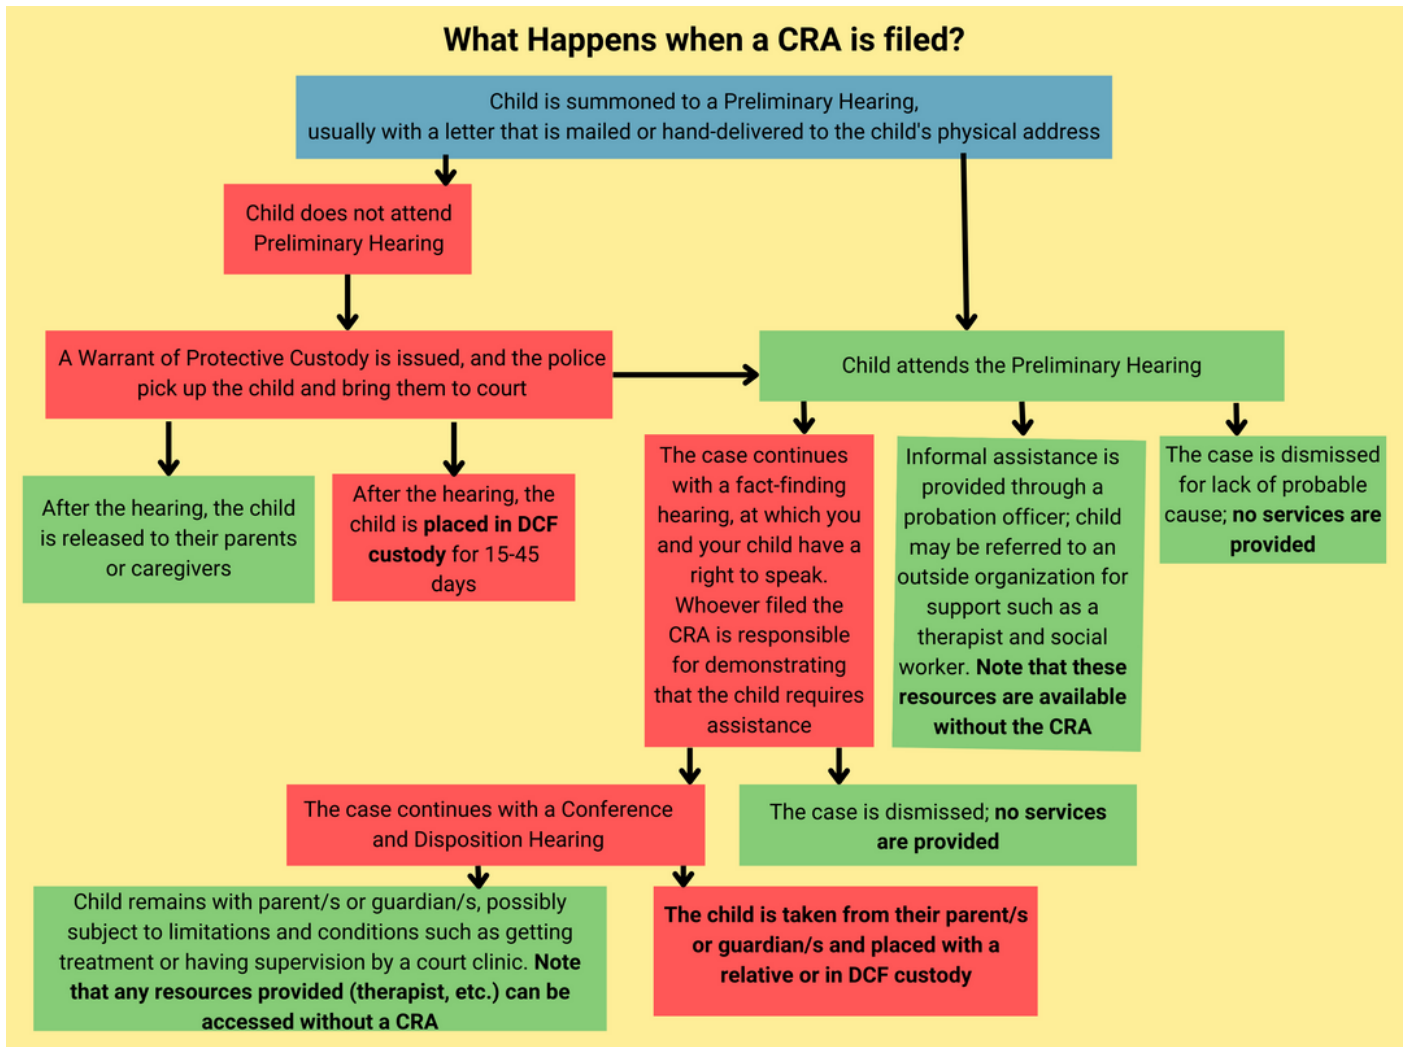 What Happens when a CRA is filed?
Child is summoned to a Preliminary Hearing,
usually with a letter that is mailed or hand-delivered to the child's physical address
Child does not attend
Preliminary Hearing
A Warrant of Protective Custody is issued, and the police
pick up the child and bring them to court
Child attends the Preliminary Hearing
After the hearing, the child
is released to their parents
or caregivers
After the hearing, the
child is placed in DCF
custody for 15-45
days
The case continues
with a fact-finding
hearing, at which you
and your child have a
right to speak.
Whoever filed the
CRA is responsible
for demonstrating
that the child requires
assistance
Informal assistance is
provided through a
probation officer; child
may be referred to an
outside organization for
support such as a
therapist and social
worker. Note that these
resources are available
without the CRA
The case is dismissed
for lack of probable
cause; no services are
provided
The case continues with a Conference
and Disposition Hearing
The case is dismissed; no services
are provided
Child remains with parent/s or guardian/s, possibly
subject to limitations and conditions such as getting
treatment or having supervision by a court clinic. Note
that any resources provided (therapist, etc.) can be
accessed without a CRA
The child is taken from their parent/s
or guardian/s and placed with a
relative or in DCF custody